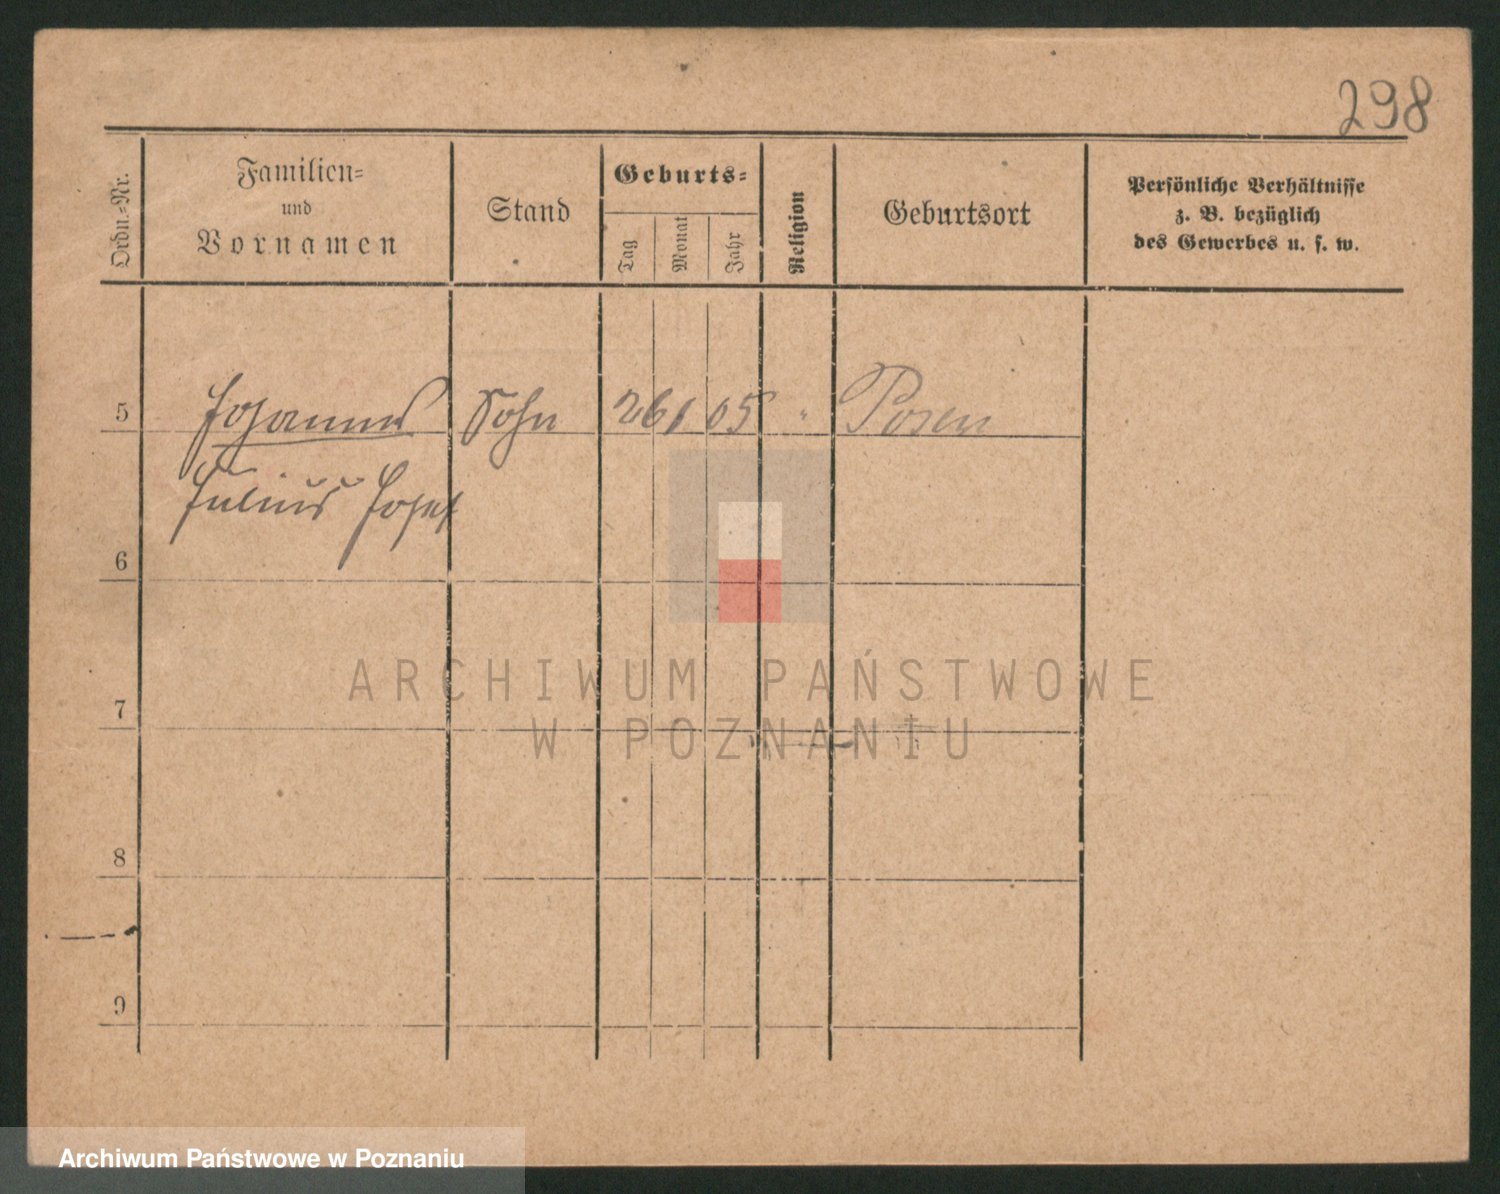 298
Ordn.-Nr.
Familien-
und
Vornamen
Stand
Geburts-
Tag
Monat
Jahr
Religion
Geburtsort
Persönliche Verhältnisse
z. B. bezüglich
des Gewerbes u. s. w.
5 Johannes Sohn 26 1 05 " Posen
Julius Josef
6
7
8
9
ARCHIWUM PAŃSTWOWE
W POZNANIU
Archiwum Państwowe w Poznaniu